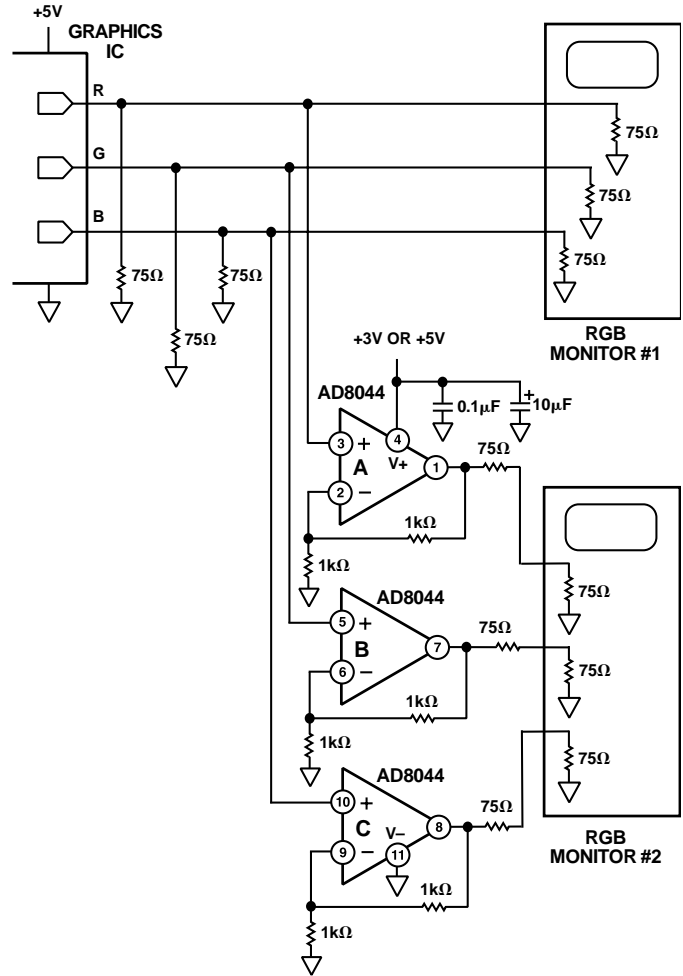 +5V
GRAPHICS
IC
R
G
B
75Ω
75Ω
75Ω
75Ω
75Ω
75Ω
RGB
MONITOR #1
+3V OR +5V
AD8044
0.1µF
+
10µF
3
+
4
V+
A
1
75Ω
2
–
1kΩ
1kΩ
AD8044
5
+
B
7
75Ω
6
–
1kΩ
1kΩ
AD8044
10
+
C
8
75Ω
V–
9
–
11
1kΩ
1kΩ
75Ω
75Ω
75Ω
RGB
MONITOR #2